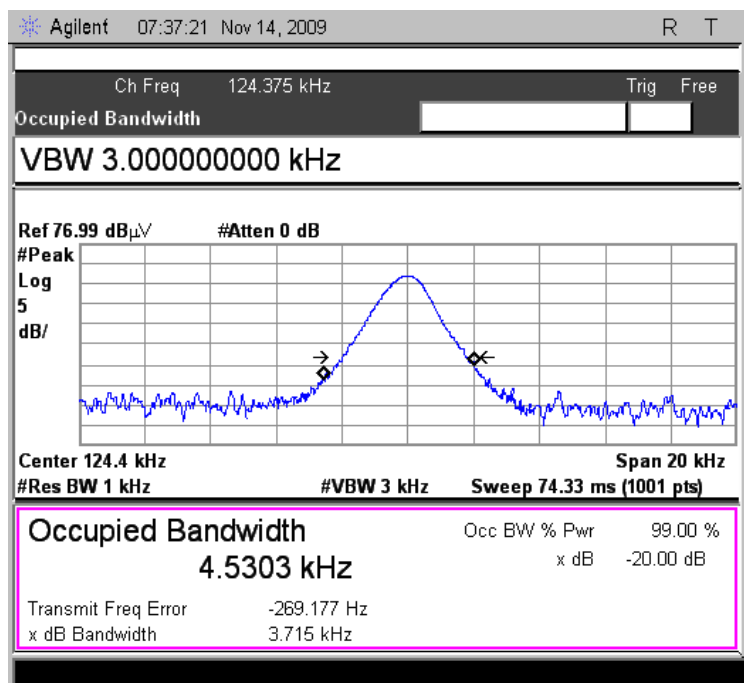 Agilent 07:37:21 Nov 14, 2009 R T
Ch Freq 124.375 kHz Trig Free
Occupied Bandwidth
VBW 3.000000000 kHz
Ref 76.99 dBµV #Atten 0 dB
#Peak
Log
5
dB/
Center 124.4 kHz Span 20 kHz
#Res BW 1 kHz #VBW 3 kHz Sweep 74.33 ms (1001 pts)
Occupied Bandwidth Occ BW % Pwr 99.00 %
4.5303 kHz x dB -20.00 dB
Transmit Freq Error -269.177 Hz
x dB Bandwidth 3.715 kHz